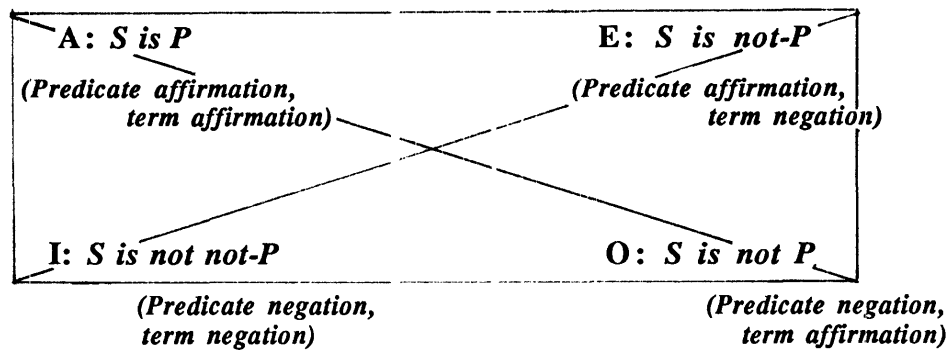 A: S is P
(Predicate affirmation,
term affirmation)
E: S is not-P
(Predicate affirmation,
term negation)
I: S is not not-P
(Predicate negation,
term negation)
O: S is not P
(Predicate negation,
term affirmation)